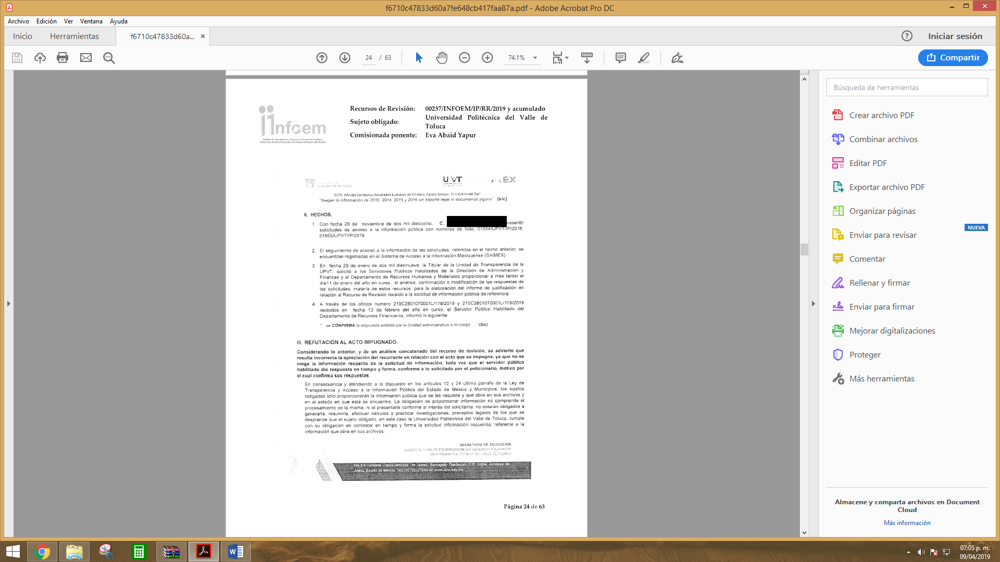 f6710c47833d60a7fe648cb417faa87a.pdf - Adobe Acrobat Pro DC
Archivo Edición Ver Ventana Ayuda
Inicio Herramientas f6710c47833d60a... × Iniciar sesión
24 / 63 74.1% Compartir
Recursos de Revisión: 00237/INFOEM/IP/RR/2019 y acumulado
Sujeto obligado: Universidad Politécnica del Valle de
Toluca
Comisionada ponente: Eva Abaid Yapur
infoem
Instituto de Transparencia, Acceso a la Información Pública y
Protección de Datos Personales del Estado de México y Municipios
ESTADO DE MÉXICO
"2019. Año del Centésimo Aniversario Luctuoso de Emiliano Zapata Salazar, El Caudillo del Sur"
"Niegan la información de 2010, 2014, 2015 y 2016 sin soporte legal ni documental alguno" (sic)
II. HECHOS.
1. Con fecha 29 de noviembre de dos mil dieciocho, C. presentó
solicitudes de acceso a la información pública con números de folio, 01654/UPVT/IP/2018,
01655/UPVT/IP/2018.
2. El seguimiento de acceso a la información de las solicitudes referidas en el hecho anterior, se
encuentran registradas en el Sistema de Acceso a la Información Mexiquense (SAIMEX).
3. En fecha 29 de enero de dos mil diecinueve, la Titular de la Unidad de Transparencia de la
UPVT, solicitó a los Servidores Públicos Habilitados de la Dirección de Administración y
Finanzas y al Departamento de Recursos Humanos y Materiales proporcionar a más tardar el
día11 de enero del año en curso , el análisis, confirmación o modificación de las respuestas de
las solicitudes, materia de estos recursos, para la elaboración del informe de justificación en
relación al Recurso de Revisión recaído a la solicitud de información pública de referencia.
4. A través de los oficios número 210C2801070001L/178/2019 y 210C2801070001L/178/2019
recibidos en fecha 13 de febrero del año en curso, el Servidor Público Habilitado del
Departamento de Recursos Financieros, informó lo siguiente:
"...se CONFIRMA la respuesta emitida por la Unidad administrativa a mi cargo..." (Sic)
III. REFUTACIÓN AL ACTO IMPUGNADO.
Considerando lo anterior, y de un análisis concatenado del recurso de revisión, se advierte que
resulta incorrecta la apreciación del recurrente en relación con el acto que se impugna, ya que no se
niega la información respecto de la solicitud de Información, toda vez que el servidor público
habilitado dio respuesta en tiempo y forma, conforme a lo solicitado por el peticionario, motivo por
el cual confirma sus respuestas.
En consecuencia y atendiendo a lo dispuesto en los artículos 12 y 24 último párrafo de la Ley de
Transparencia y Acceso a la Información Pública del Estado de México y Municipios, los sujetos
obligados sólo proporcionarán la información pública que se les requiera y que obre en sus archivos y
en el estado en que esta se encuentre. La obligación de proporcionar información no comprende el
procesamiento de la misma, ni el presentarla conforme al interés del solicitante; no estarán obligados a
generarla, resumirla, efectuar cálculos o practicar investigaciones; preceptos legales de los que se
desprende que el sujeto obligado, en este caso la Universidad Politécnica del Valle de Toluca, cumple
con su obligación en contestar en tiempo y forma la solicitud información requerida, referente a la
información que obra en sus archivos.
SECRETARÍA DE EDUCACIÓN
SUBSECRETARÍA DE EDUCACIÓN MEDIA SUPERIOR Y SUPERIOR
UNIVERSIDAD POLITÉCNICA DEL VALLE DE TOLUCA
Km 5.6 carretera Toluca-Almoloya de Juárez, Santiaguito Tlalcilalcali, C.P. 50904, Almoloya de
Juárez, Estado de México. Tel.: (01 722) 276 60 60. www.upvt.edu.mx
Página 24 de 63
Búsqueda de herramientas
Crear archivo PDF
Combinar archivos
Editar PDF
Exportar archivo PDF
Organizar páginas
NUEVA
Enviar para revisar
Comentar
Rellenar y firmar
Enviar para firmar
Mejorar digitalizaciones
Proteger
Más herramientas
Almacene y comparta archivos en Document
Cloud
Más información
07:05 p. m.
09/04/2019